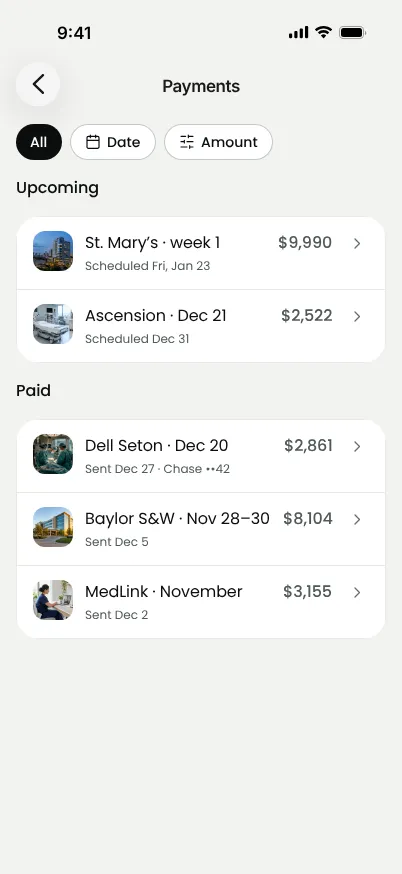 9:41
Payments
All
Date
Amount
Upcoming
St. Mary’s · week 1
$9,990
Scheduled Fri, Jan 23
Ascension · Dec 21
$2,522
Scheduled Dec 31
Paid
Dell Seton · Dec 20
$2,861
Sent Dec 27 · Chase ••42
Baylor S&W · Nov 28–30
$8,104
Sent Dec 5
MedLink · November
$3,155
Sent Dec 2